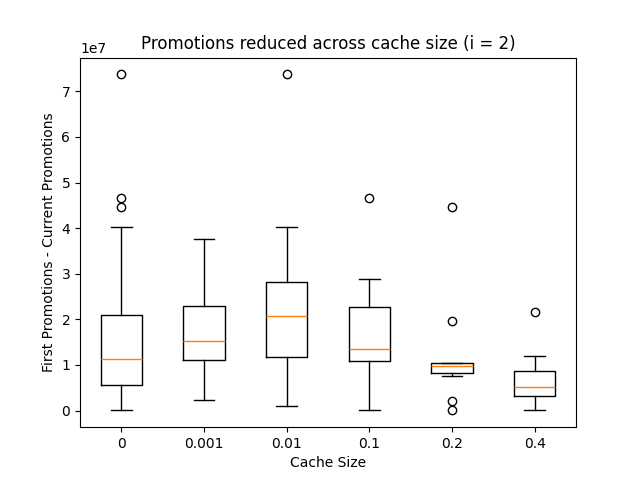 Promotions reduced across cache size (i = 2)
1e7
7
6
5
4
3
2
1
0
First Promotions - Current Promotions
0 0.001 0.01 0.1 0.2 0.4
Cache Size